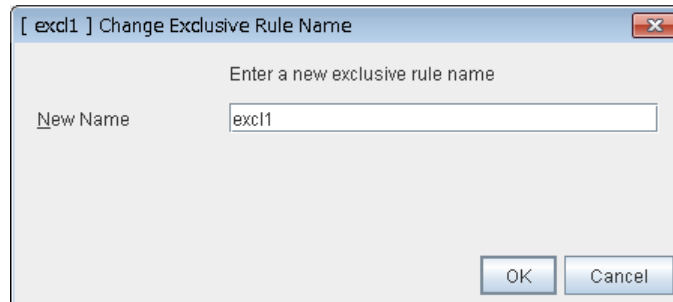 [ excl1 ] Change Exclusive Rule Name
Enter a new exclusive rule name
New Name
excl1
OK
Cancel